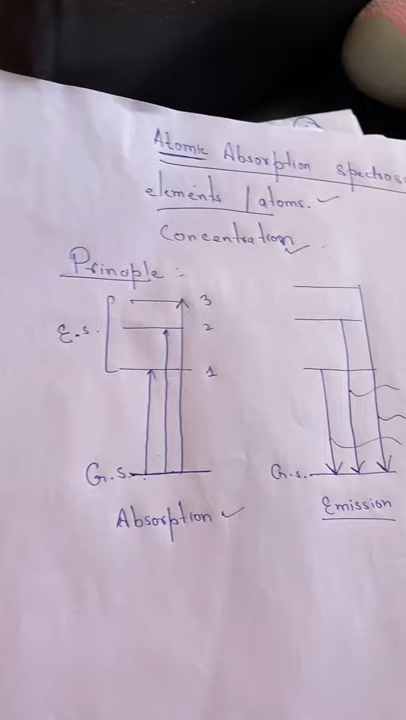 Atomic Absorption spectros
elements / atoms.
Concentration
Principle :-
E.s.
3
2
1
G.s.
Absorption
G.s.
Emission